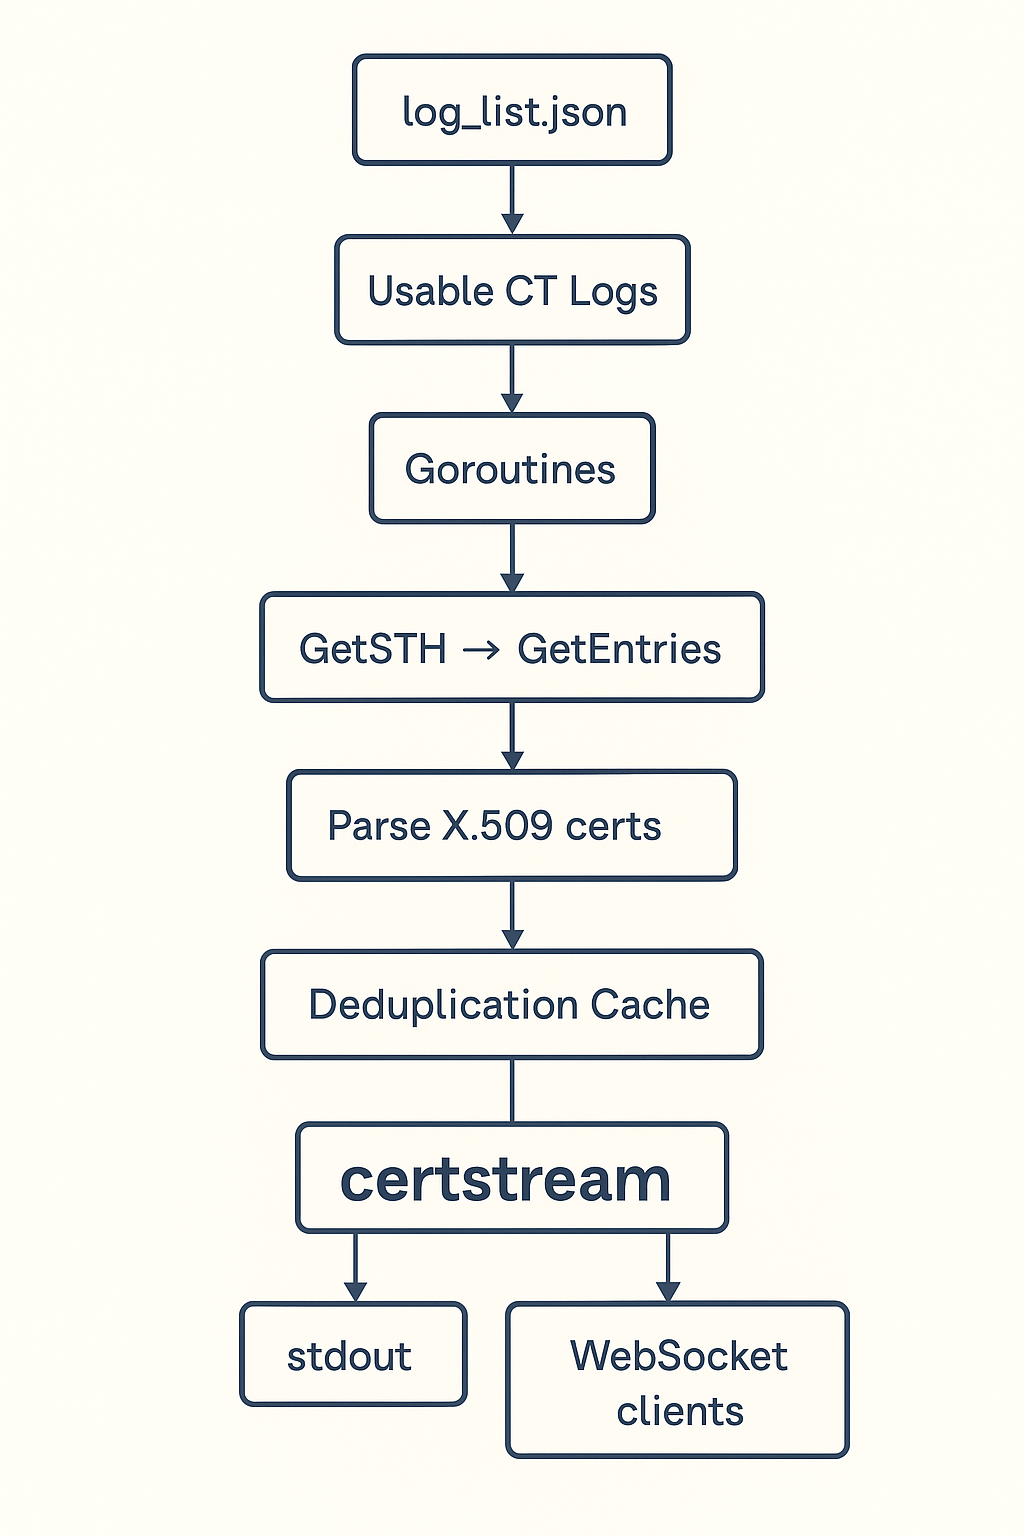 log_list.json
Usable CT Logs
Goroutines
GetSTH → GetEntries
Parse X.509 certs
Deduplication Cache
certstream
stdout
WebSocket
clients